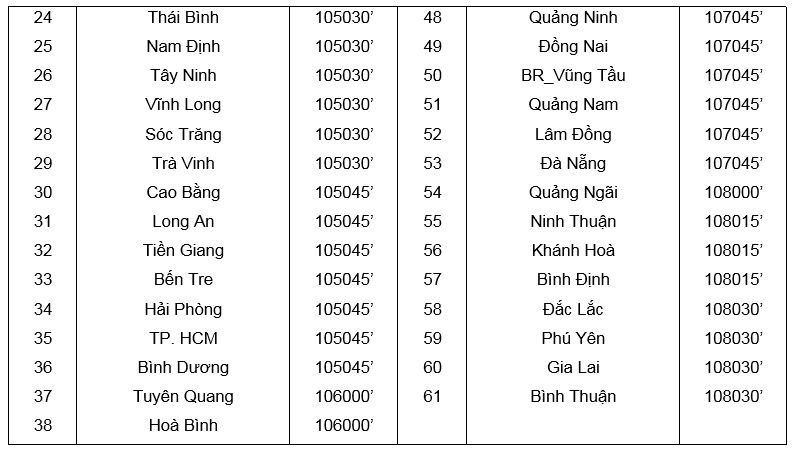 24 Thái Bình 105030’ 48 Quảng Ninh 107045’
25 Nam Định 105030’ 49 Đồng Nai 107045’
26 Tây Ninh 105030’ 50 BR_Vũng Tầu 107045’
27 Vĩnh Long 105030’ 51 Quảng Nam 107045’
28 Sóc Trăng 105030’ 52 Lâm Đồng 107045’
29 Trà Vinh 105030’ 53 Đà Nẵng 107045’
30 Cao Bằng 105045’ 54 Quảng Ngãi 108000’
31 Long An 105045’ 55 Ninh Thuận 108015’
32 Tiền Giang 105045’ 56 Khánh Hoà 108015’
33 Bến Tre 105045’ 57 Bình Định 108015’
34 Hải Phòng 105045’ 58 Đắc Lắc 108030’
35 TP. HCM 105045’ 59 Phú Yên 108030’
36 Bình Dương 105045’ 60 Gia Lai 108030’
37 Tuyên Quang 106000’ 61 Bình Thuận 108030’
38 Hoà Bình 106000’